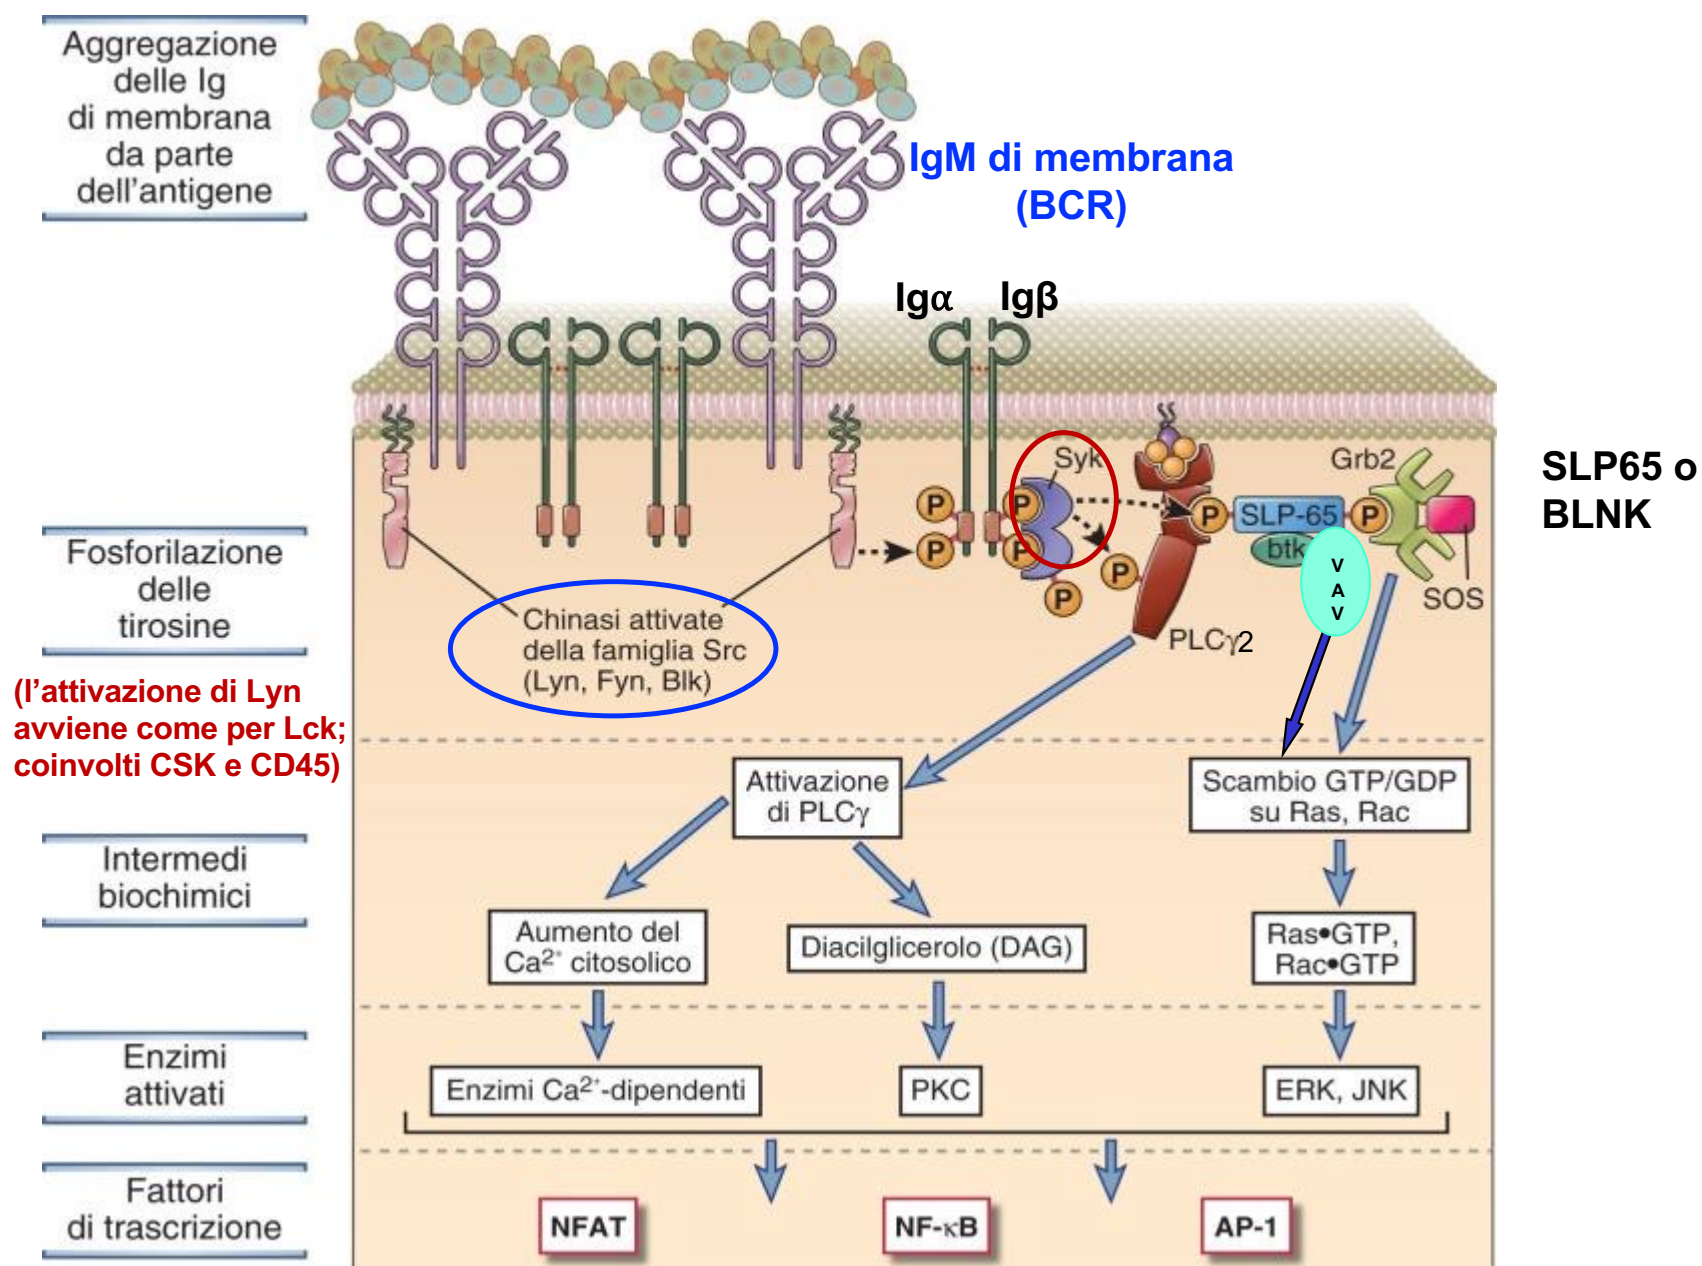 Aggregazione
delle Ig
di membrana
da parte
dell'antigene
IgM di membrana
(BCR)
Igα
Igβ
Syk
Grb2
SLP65 o
BLNK
P
P
P
P
P
P
P
P
SLP-65
btk
V
A
V
SOS
PLCγ2
Fosforilazione
delle
tirosine
Chinasi attivate
della famiglia Src
(Lyn, Fyn, Blk)
(l'attivazione di Lyn
avviene come per Lck;
coinvolti CSK e CD45)
Attivazione
di PLCγ
Scambio GTP/GDP
su Ras, Rac
Intermedi
biochimici
Aumento del
Ca²⁺ citosolico
Diacilglicerolo (DAG)
Ras•GTP,
Rac•GTP
Enzimi
attivati
Enzimi Ca²⁺-dipendenti
PKC
ERK, JNK
Fattori
di trascrizione
NFAT
NF-κB
AP-1